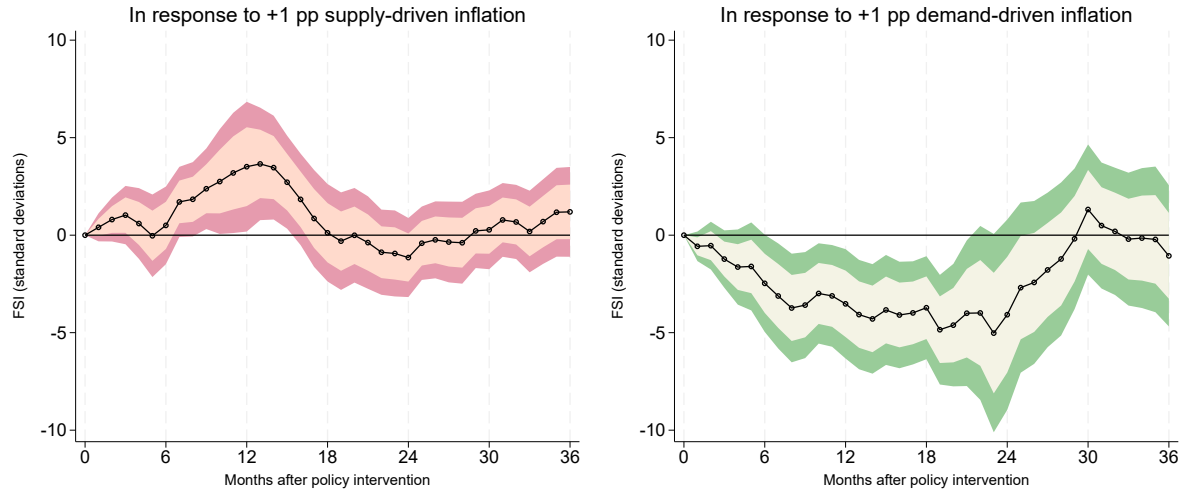 In response to +1 pp supply-driven inflation
10
5
0
-5
-10
FSI (standard deviations)
0 6 12 18 24 30 36
Months after policy intervention
In response to +1 pp demand-driven inflation
10
5
0
-5
-10
FSI (standard deviations)
0 6 12 18 24 30 36
Months after policy intervention